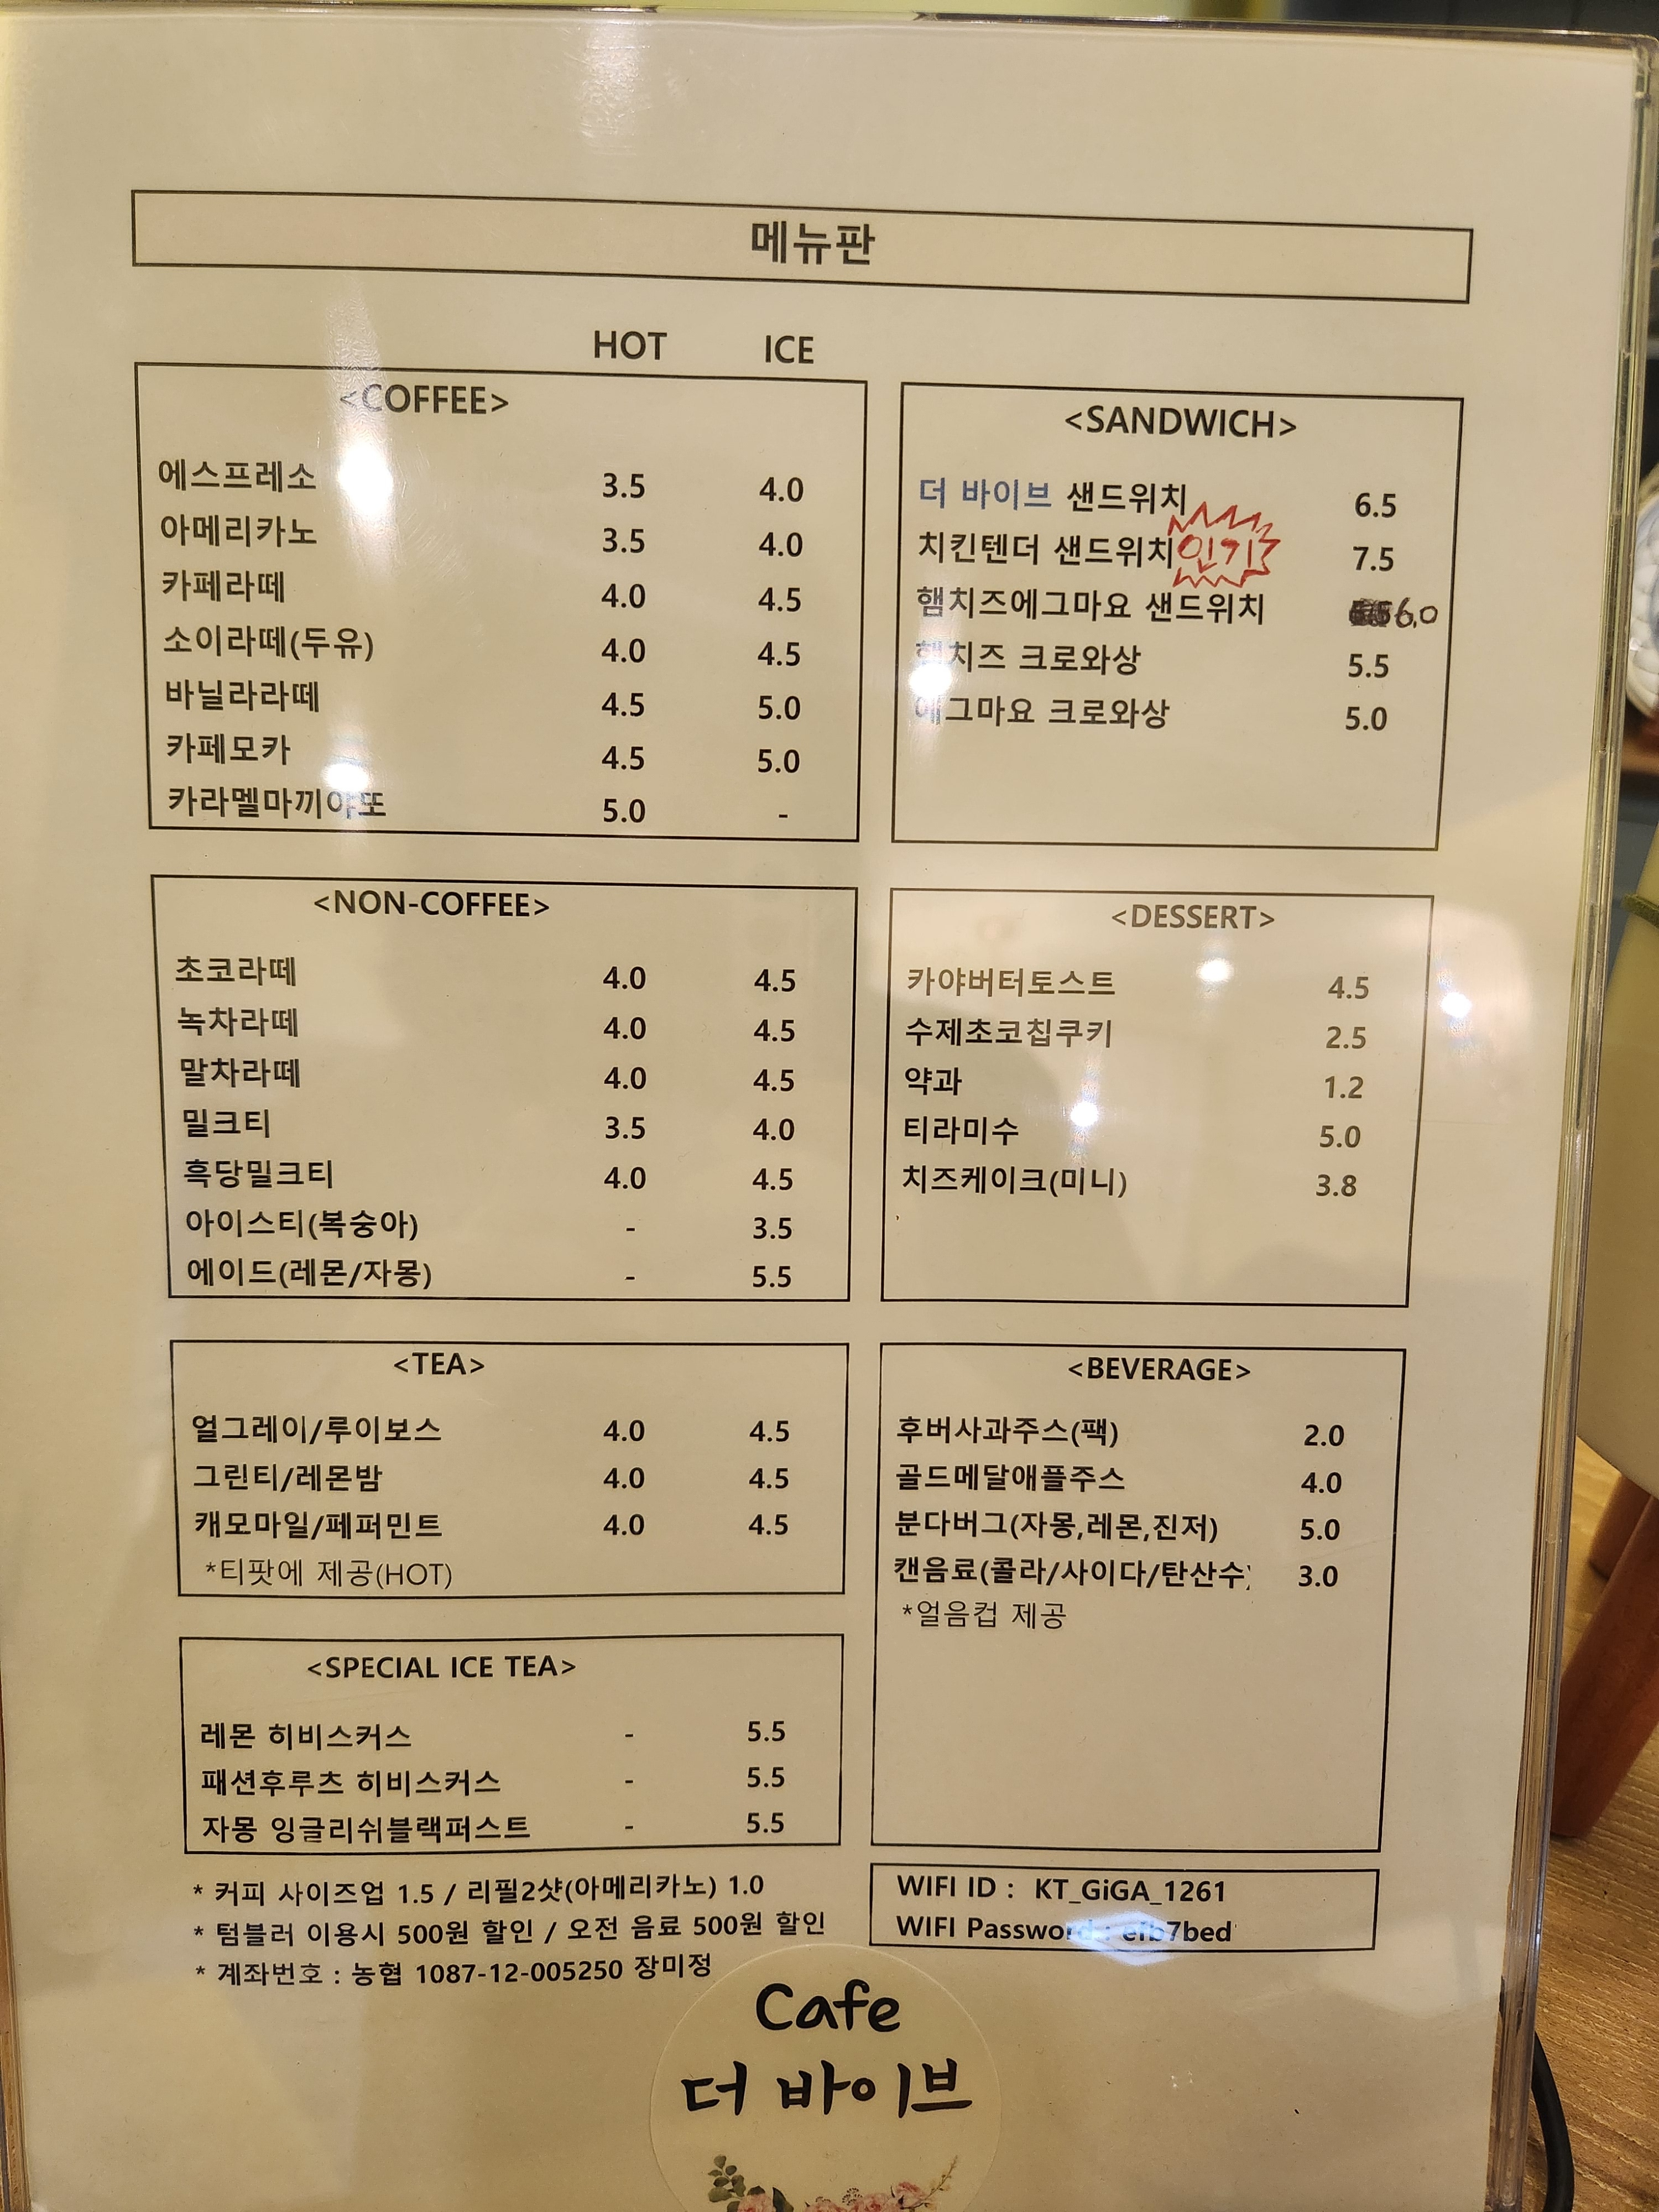 메뉴판
HOT ICE
<COFFEE>
에스프레소 3.5 4.0
아메리카노 3.5 4.0
카페라떼 4.0 4.5
소이라떼(두유) 4.0 4.5
바닐라라떼 4.5 5.0
카페모카 4.5 5.0
카라멜마끼아또 5.0 -
<NON-COFFEE>
초코라떼 4.0 4.5
녹차라떼 4.0 4.5
말차라떼 4.0 4.5
밀크티 3.5 4.0
흑당밀크티 4.0 4.5
아이스티(복숭아) - 3.5
에이드(레몬/자몽) - 5.5
<TEA>
얼그레이/루이보스 4.0 4.5
그린티/레몬밤 4.0 4.5
캐모마일/페퍼민트 4.0 4.5
*티팟에 제공(HOT)
<SPECIAL ICE TEA>
레몬 히비스커스 - 5.5
패션후루츠 히비스커스 - 5.5
자몽 잉글리쉬블랙퍼스트 - 5.5
* 커피 사이즈업 1.5 / 리필2샷(아메리카노) 1.0
* 텀블러 이용시 500원 할인 / 오전 음료 500원 할인
* 계좌번호 : 농협 1087-12-005250 장미정
<SANDWICH>
더 바이브 샌드위치 6.5
치킨텐더 샌드위치 인기 7.5
햄치즈에그마요 샌드위치 6.0
햄치즈 크로와상 5.5
에그마요 크로와상 5.0
<DESSERT>
카야버터토스트 4.5
수제초코칩쿠키 2.5
약과 1.2
티라미수 5.0
치즈케이크(미니) 3.8
<BEVERAGE>
후버사과주스(팩) 2.0
골드메달애플주스 4.0
분다버그(자몽,레몬,진저) 5.0
캔음료(콜라/사이다/탄산수) 3.0
*얼음컵 제공
WIFI ID : KT_GiGA_1261
WIFI Password : efb7bed
Cafe
더 바이브